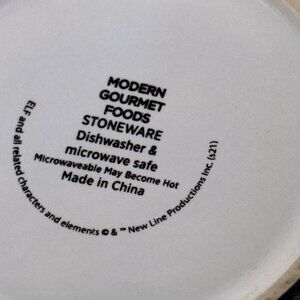 MODERN
GOURMET
FOODS
STONEWARE
Dishwasher &
microwave safe
Microwaveable May Become Hot
Made in China
ELF and all related characters and elements © & ™ New Line Productions Inc. (s21)